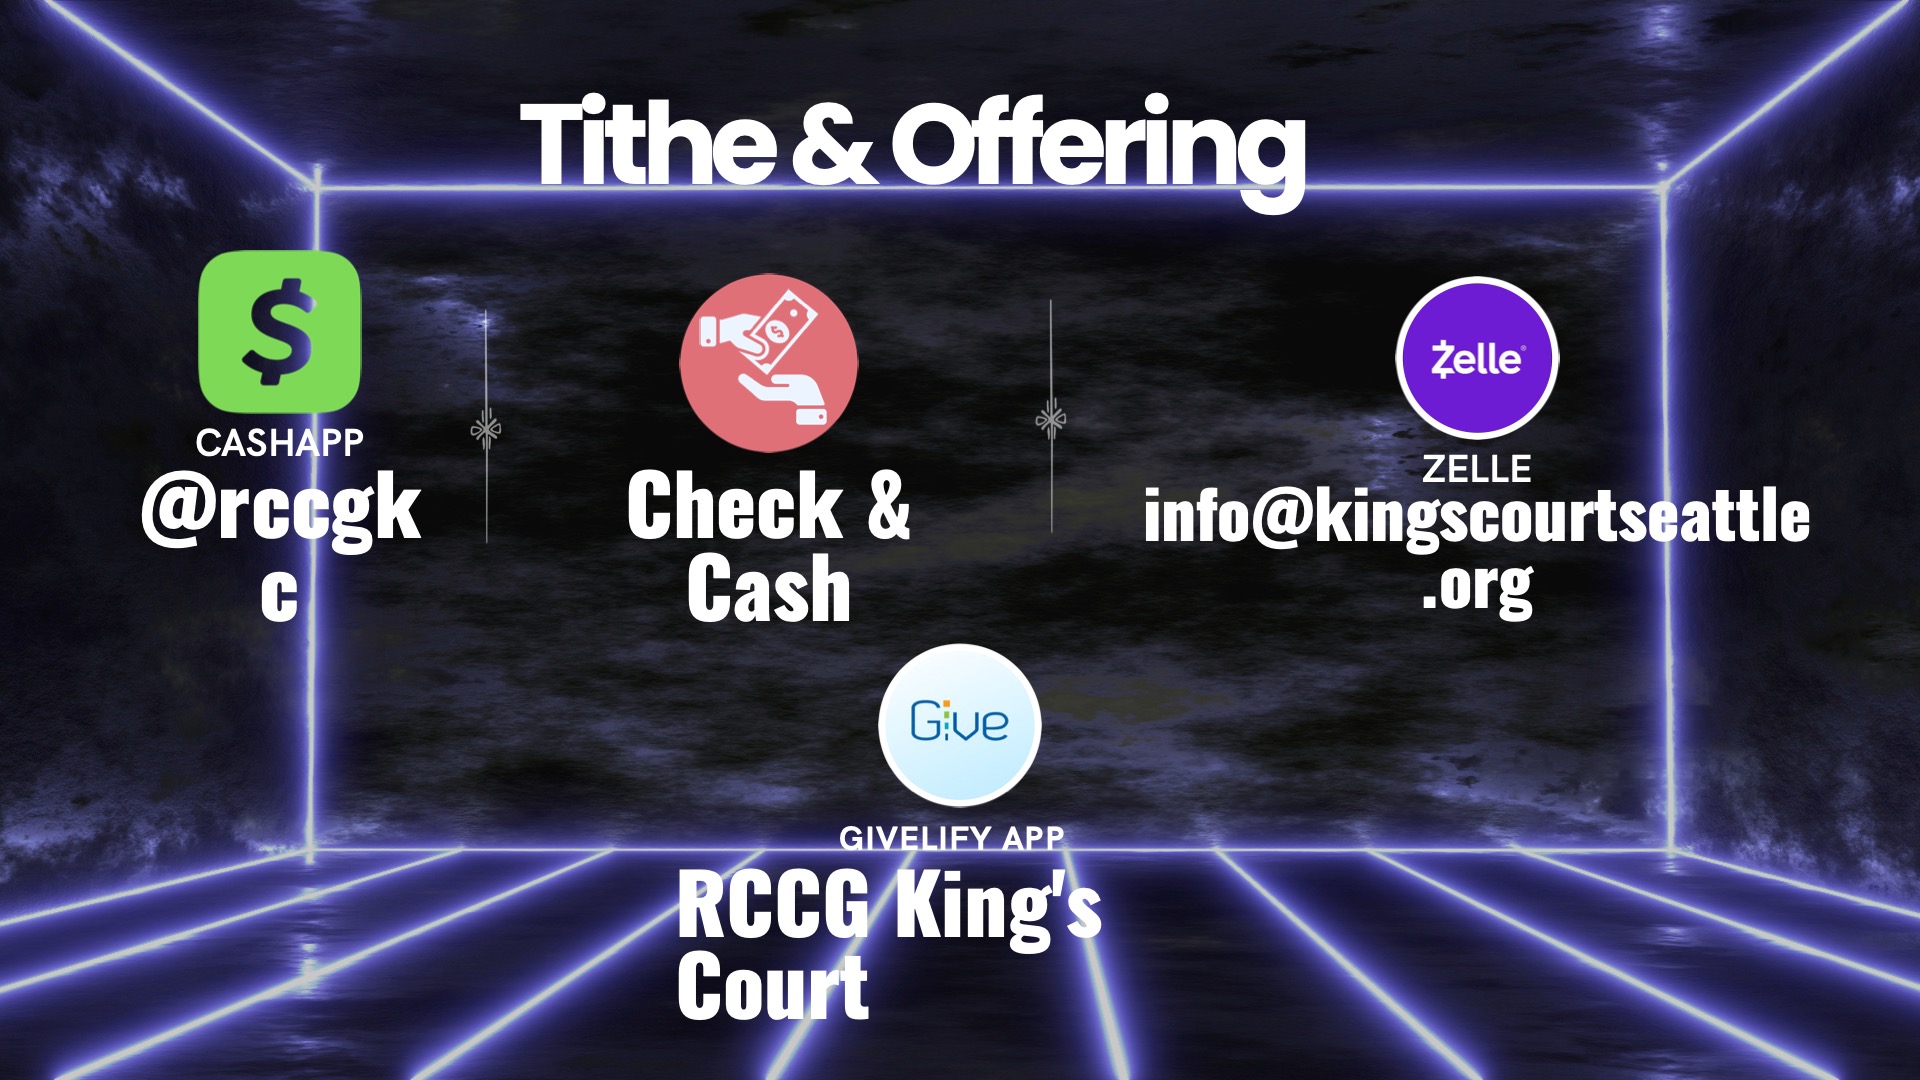 Tithe & Offering
CASHAPP
@rccgk
c
Check &
Cash
Zelle
ZELLE
info@kingscourtseattle
.org
Give
GIVELIFY APP
RCCG King's
Court